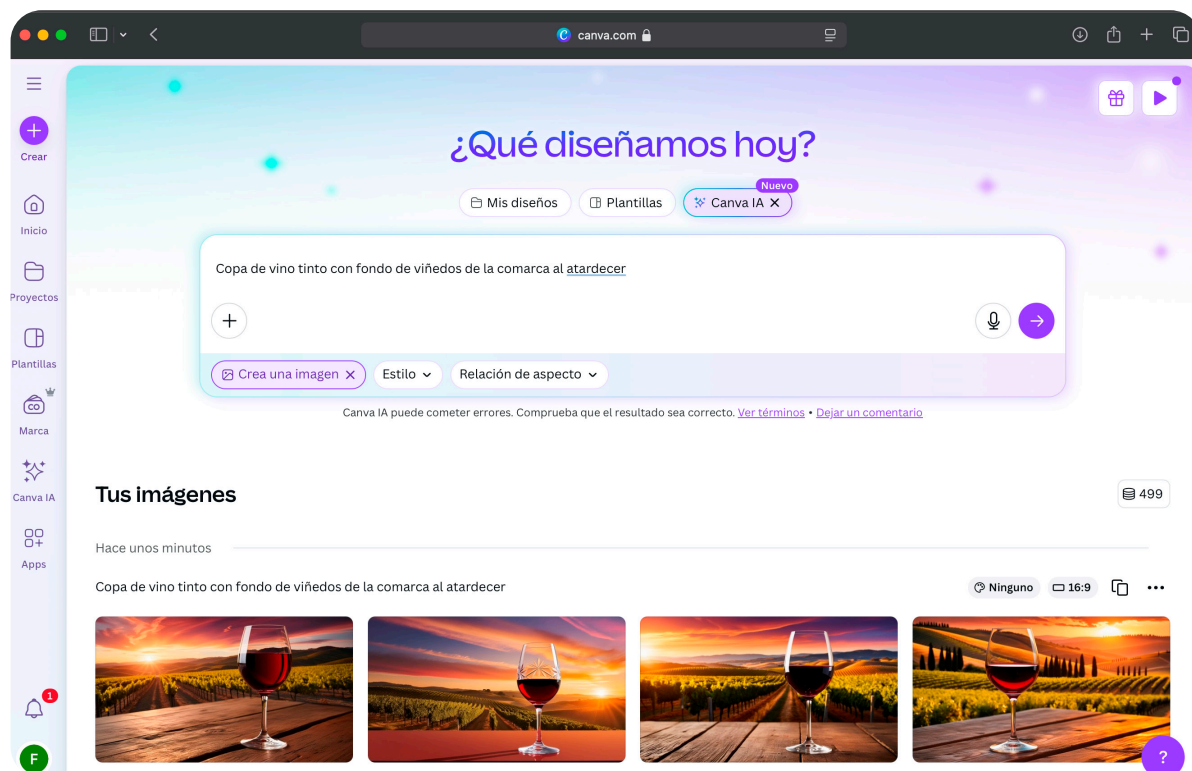 canva.com
Crear
Inicio
Proyectos
Plantillas
Marca
Canva IA
Apps
1
F
¿Qué diseñamos hoy?
Mis diseños
Plantillas
Canva IA
Nuevo
Copa de vino tinto con fondo de viñedos de la comarca al atardecer
Crea una imagen
Estilo
Relación de aspecto
Canva IA puede cometer errores. Comprueba que el resultado sea correcto. Ver términos • Dejar un comentario
Tus imágenes
499
Hace unos minutos
Copa de vino tinto con fondo de viñedos de la comarca al atardecer
Ninguno
16:9
?